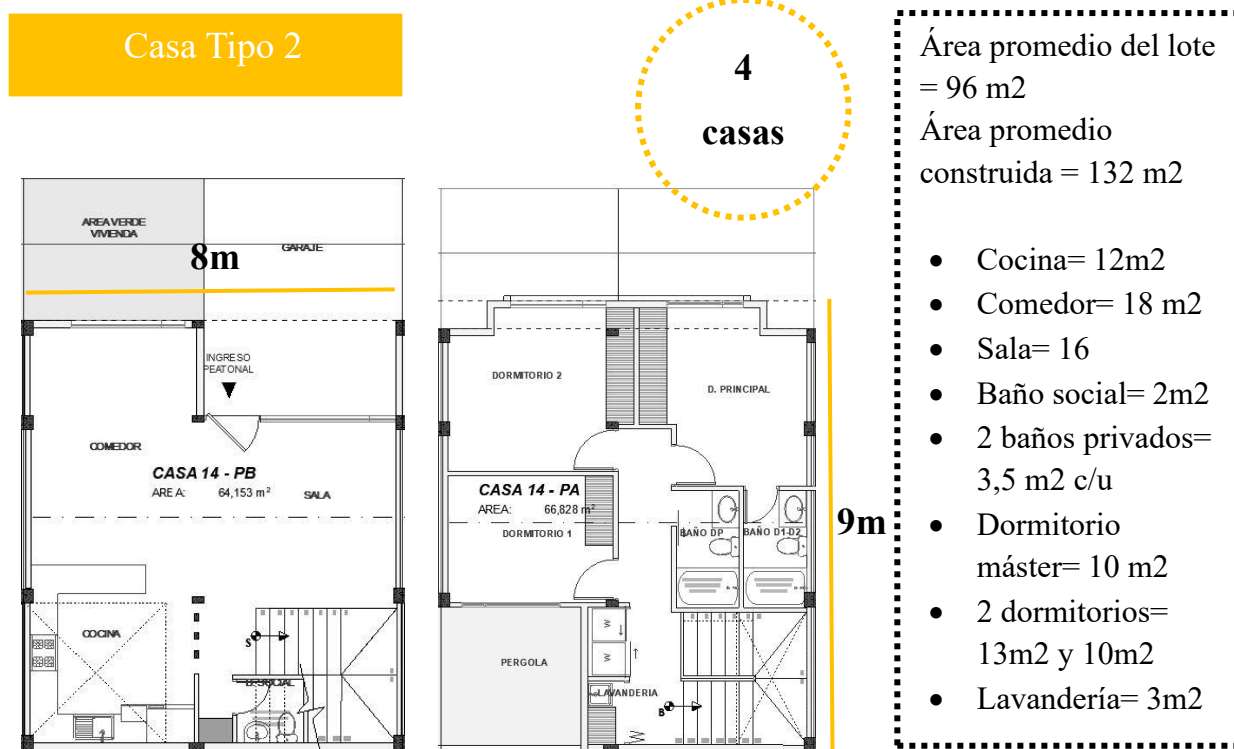 Casa Tipo 2
4
casas
Área promedio del lote
= 96 m2
Área promedio
construida = 132 m2
• Cocina= 12m2
• Comedor= 18 m2
• Sala= 16
• Baño social= 2m2
• 2 baños privados=
3,5 m2 c/u
• Dormitorio
máster= 10 m2
• 2 dormitorios=
13m2 y 10m2
• Lavandería= 3m2
AREA VERDE
VIVIENDA
GARAJE
8m
INGRESO
PEATONAL
COMEDOR
CASA 14 - PB
AREA: 64,153 m²
SALA
COCINA
S
B. SOCIAL
DORMITORIO 2
D. PRINCIPAL
CASA 14 - PA
AREA: 66,828 m²
DORMITORIO 1
BAÑO DP
BAÑO D1-D2
9m
W
W
PERGOLA
LAVANDERIA
B